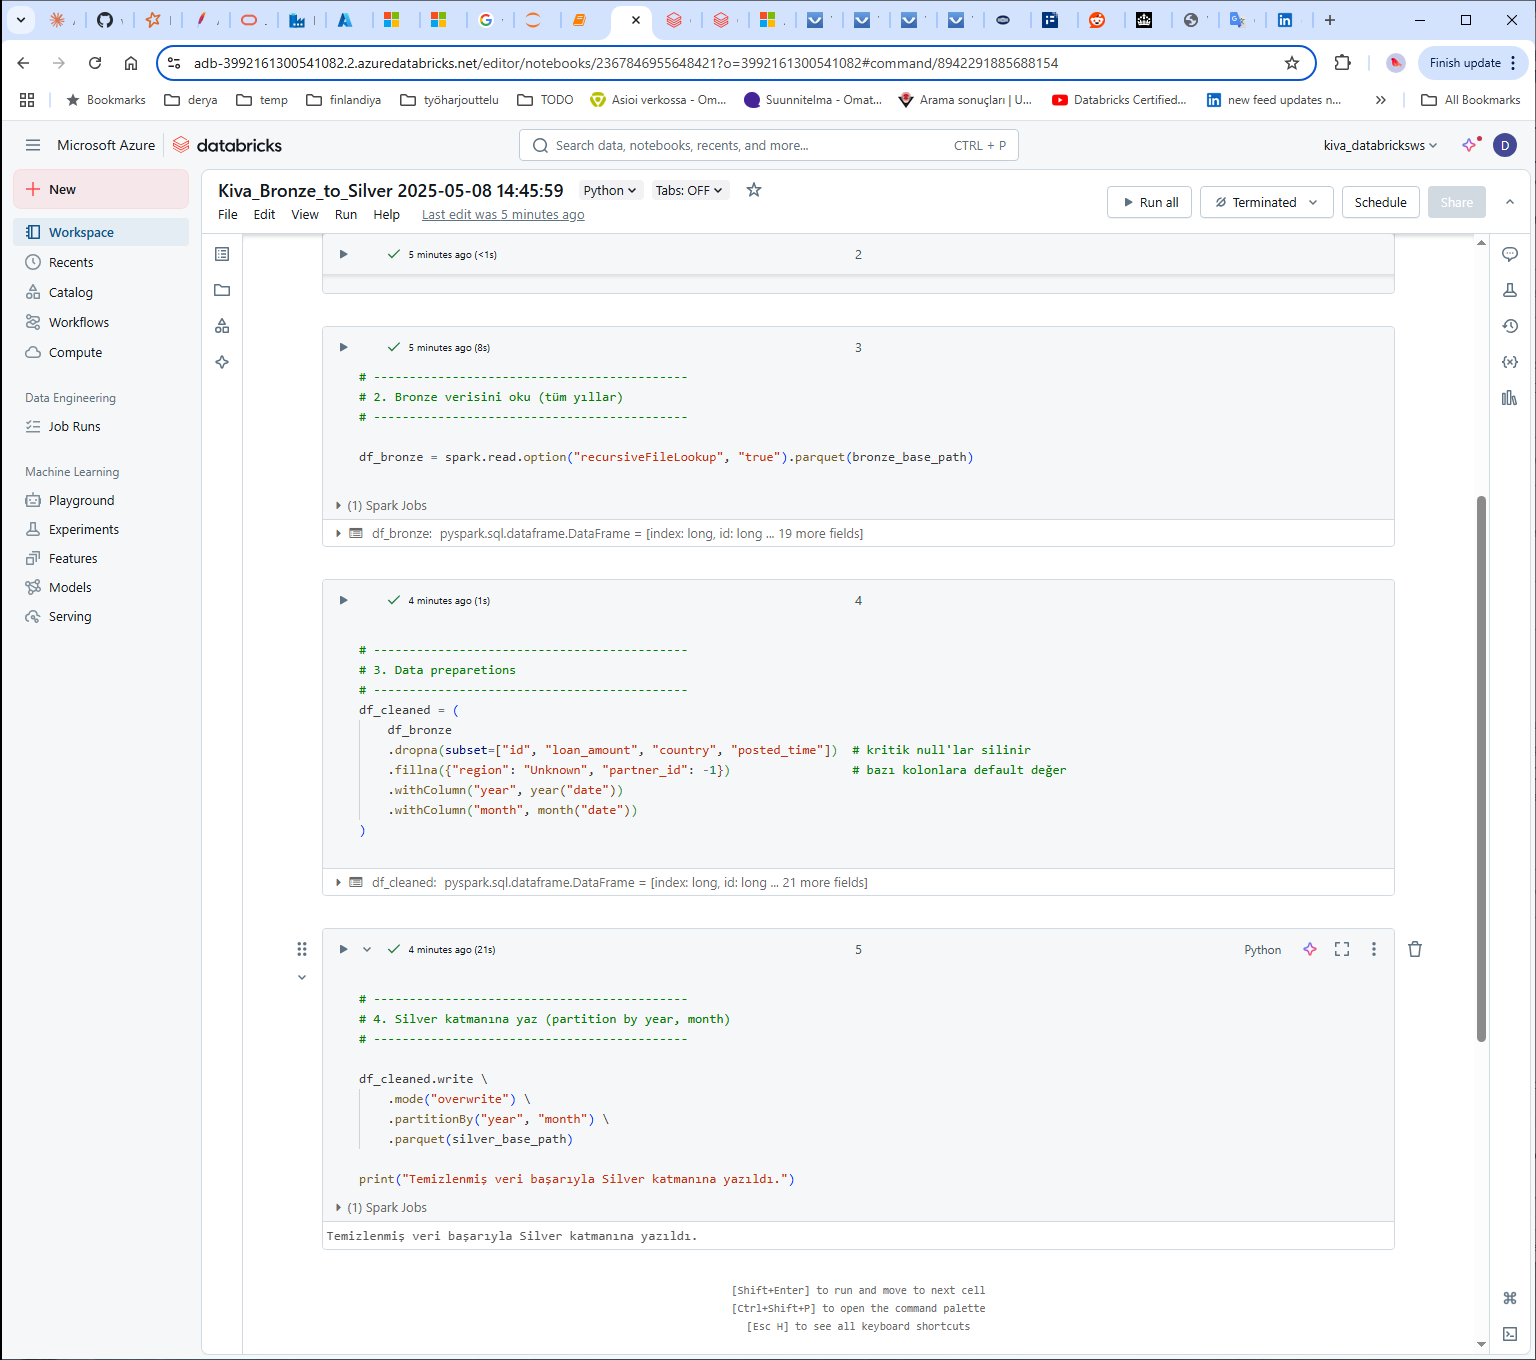 adb-3992161300541082.2.azuredatabricks.net/editor/notebooks/2367846955648421?o=3992161300541082#command/8942291885688154
Finish update
Bookmarks
derya
temp
finlandiya
työharjouttelu
TODO
Asioi verkossa - Om...
Suunnitelma - Omat...
Arama sonuçları | U...
Databricks Certified...
new feed updates n...
All Bookmarks
Microsoft Azure
databricks
Search data, notebooks, recents, and more...
CTRL + P
kiva_databricksws
D
New
Workspace
Recents
Catalog
Workflows
Compute
Data Engineering
Job Runs
Machine Learning
Playground
Experiments
Features
Models
Serving
Kiva_Bronze_to_Silver 2025-05-08 14:45:59
Python
Tabs: OFF
File Edit View Run Help
Last edit was 5 minutes ago
Run all
Terminated
Schedule
Share
5 minutes ago (<1s)
2
5 minutes ago (8s)
3
# -------------------------------------------
# 2. Bronze verisini oku (tüm yıllar)
# -------------------------------------------
df_bronze = spark.read.option("recursiveFileLookup", "true").parquet(bronze_base_path)
(1) Spark Jobs
df_bronze: pyspark.sql.dataframe.DataFrame = [index: long, id: long ... 19 more fields]
4 minutes ago (1s)
4
# -------------------------------------------
# 3. Data preparetions
# -------------------------------------------
df_cleaned = (
df_bronze
.dropna(subset=["id", "loan_amount", "country", "posted_time"]) # kritik null'lar silinir
.fillna({"region": "Unknown", "partner_id": -1}) # bazı kolonlara default değer
.withColumn("year", year("date"))
.withColumn("month", month("date"))
)
df_cleaned: pyspark.sql.dataframe.DataFrame = [index: long, id: long ... 21 more fields]
4 minutes ago (21s)
5
Python
# -------------------------------------------
# 4. Silver katmanına yaz (partition by year, month)
# -------------------------------------------
df_cleaned.write \
.mode("overwrite") \
.partitionBy("year", "month") \
.parquet(silver_base_path)
print("Temizlenmiş veri başarıyla Silver katmanına yazıldı.")
(1) Spark Jobs
Temizlenmiş veri başarıyla Silver katmanına yazıldı.
[Shift+Enter] to run and move to next cell
[Ctrl+Shift+P] to open the command palette
[Esc H] to see all keyboard shortcuts